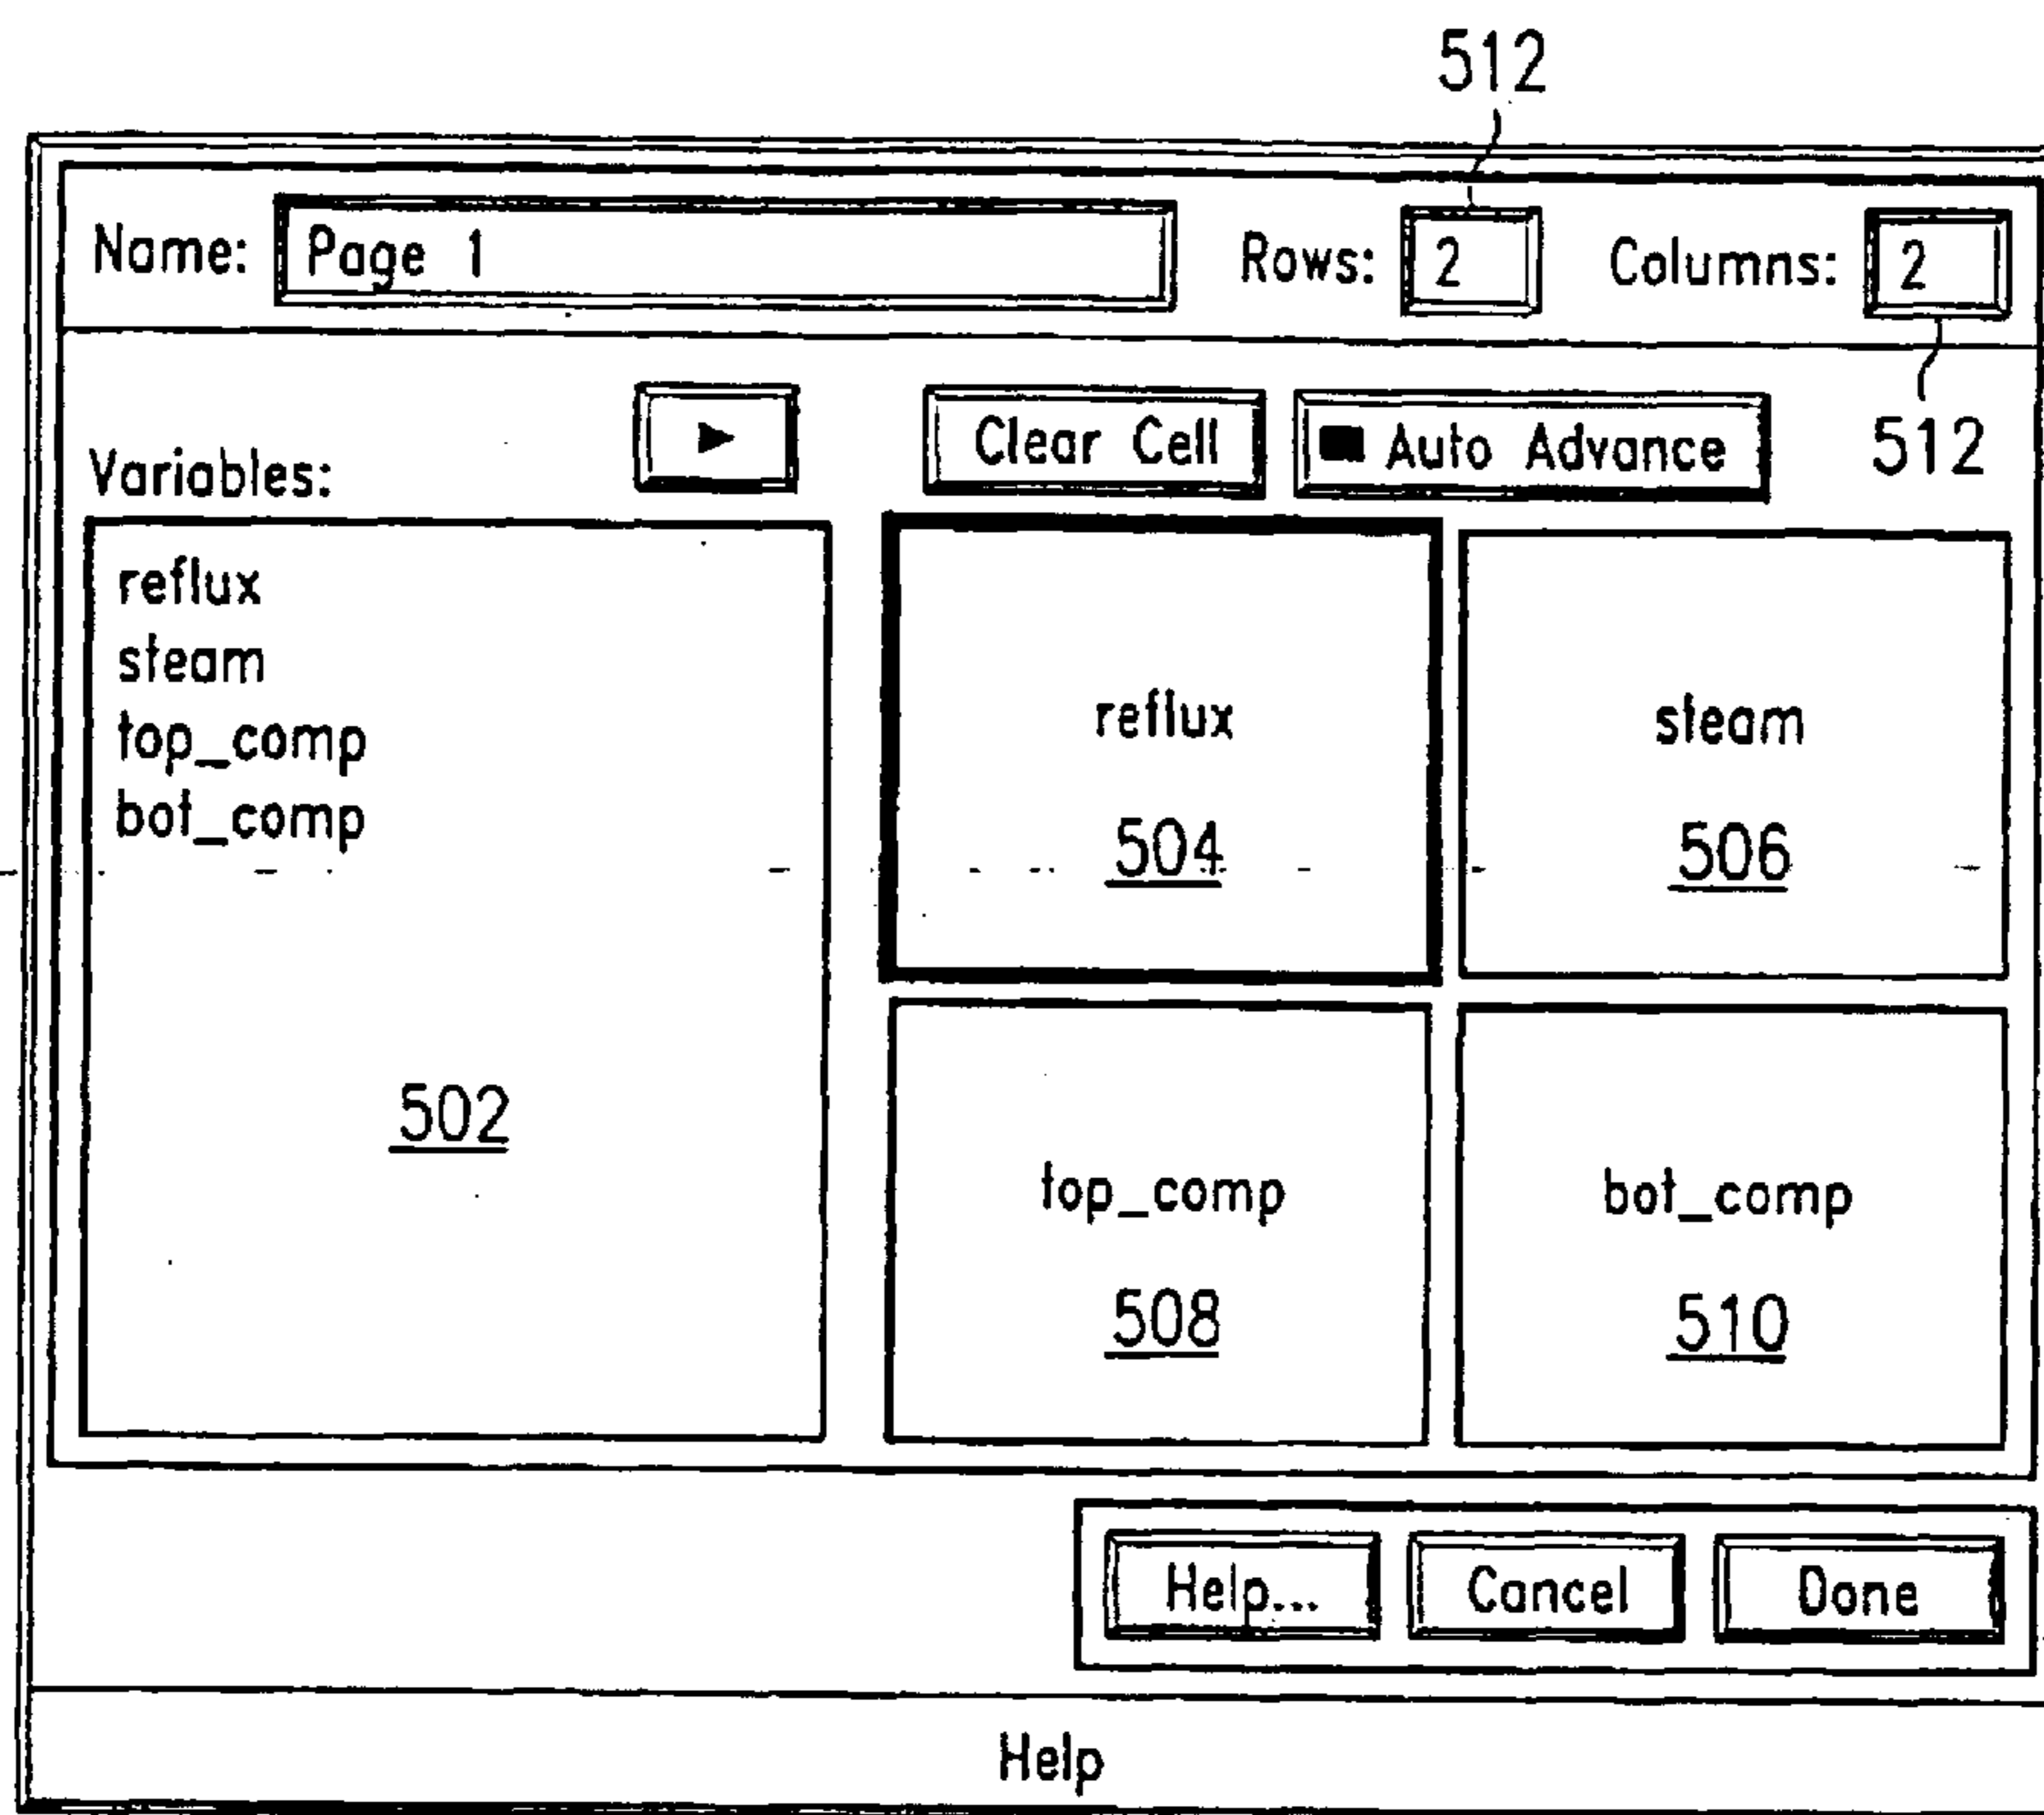 512
Name: Page 1 Rows: 2 Columns: 2
Variables: ▶ Clear Cell ■ Auto Advance 512
reflux
steam
top_comp
bot_comp
502
reflux steam
504 506
top_comp bot_comp
508 510
Help... Cancel Done
Help